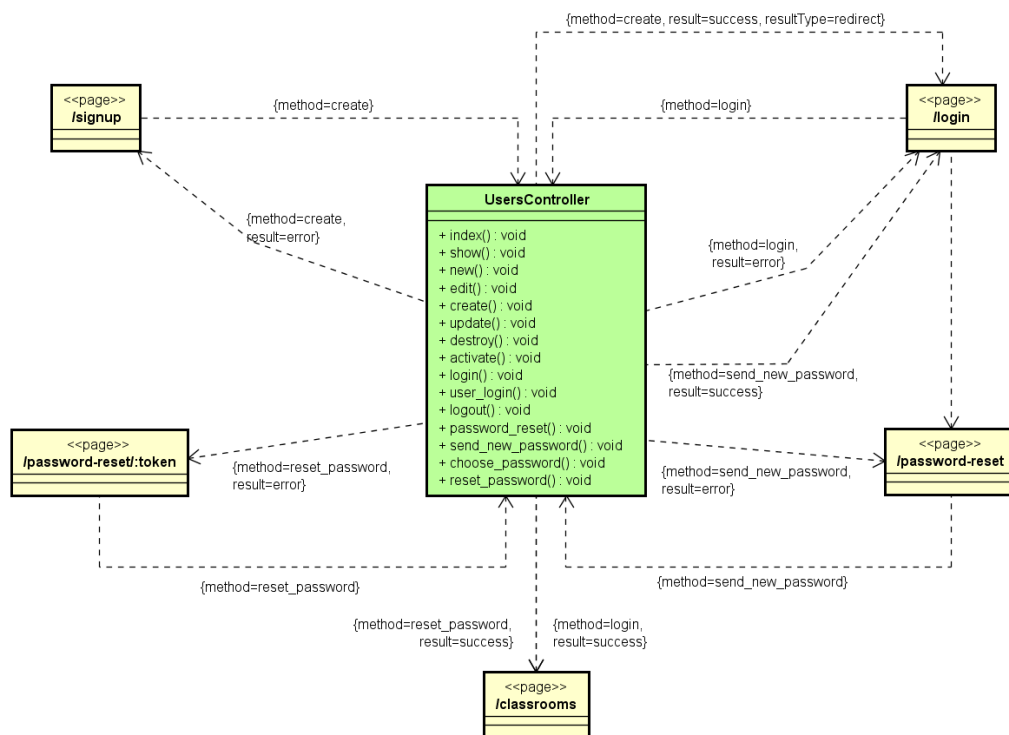 {method=create, result=success, resultType=redirect}
<<page>>
/signup
{method=create}
{method=login}
<<page>>
/login
UsersController
+ index() : void
+ show() : void
+ new() : void
+ edit() : void
+ create() : void
+ update() : void
+ destroy() : void
+ activate() : void
+ login() : void
+ user_login() : void
+ logout() : void
+ password_reset() : void
+ send_new_password() : void
+ choose_password() : void
+ reset_password() : void
{method=create,
result=error}
{method=login,
result=error}
{method=send_new_password,
result=success}
<<page>>
/password-reset/:token
{method=reset_password,
result=error}
{method=send_new_password,
result=error}
<<page>>
/password-reset
{method=reset_password}
{method=send_new_password}
{method=reset_password,
result=success}
{method=login,
result=success}
<<page>>
/classrooms